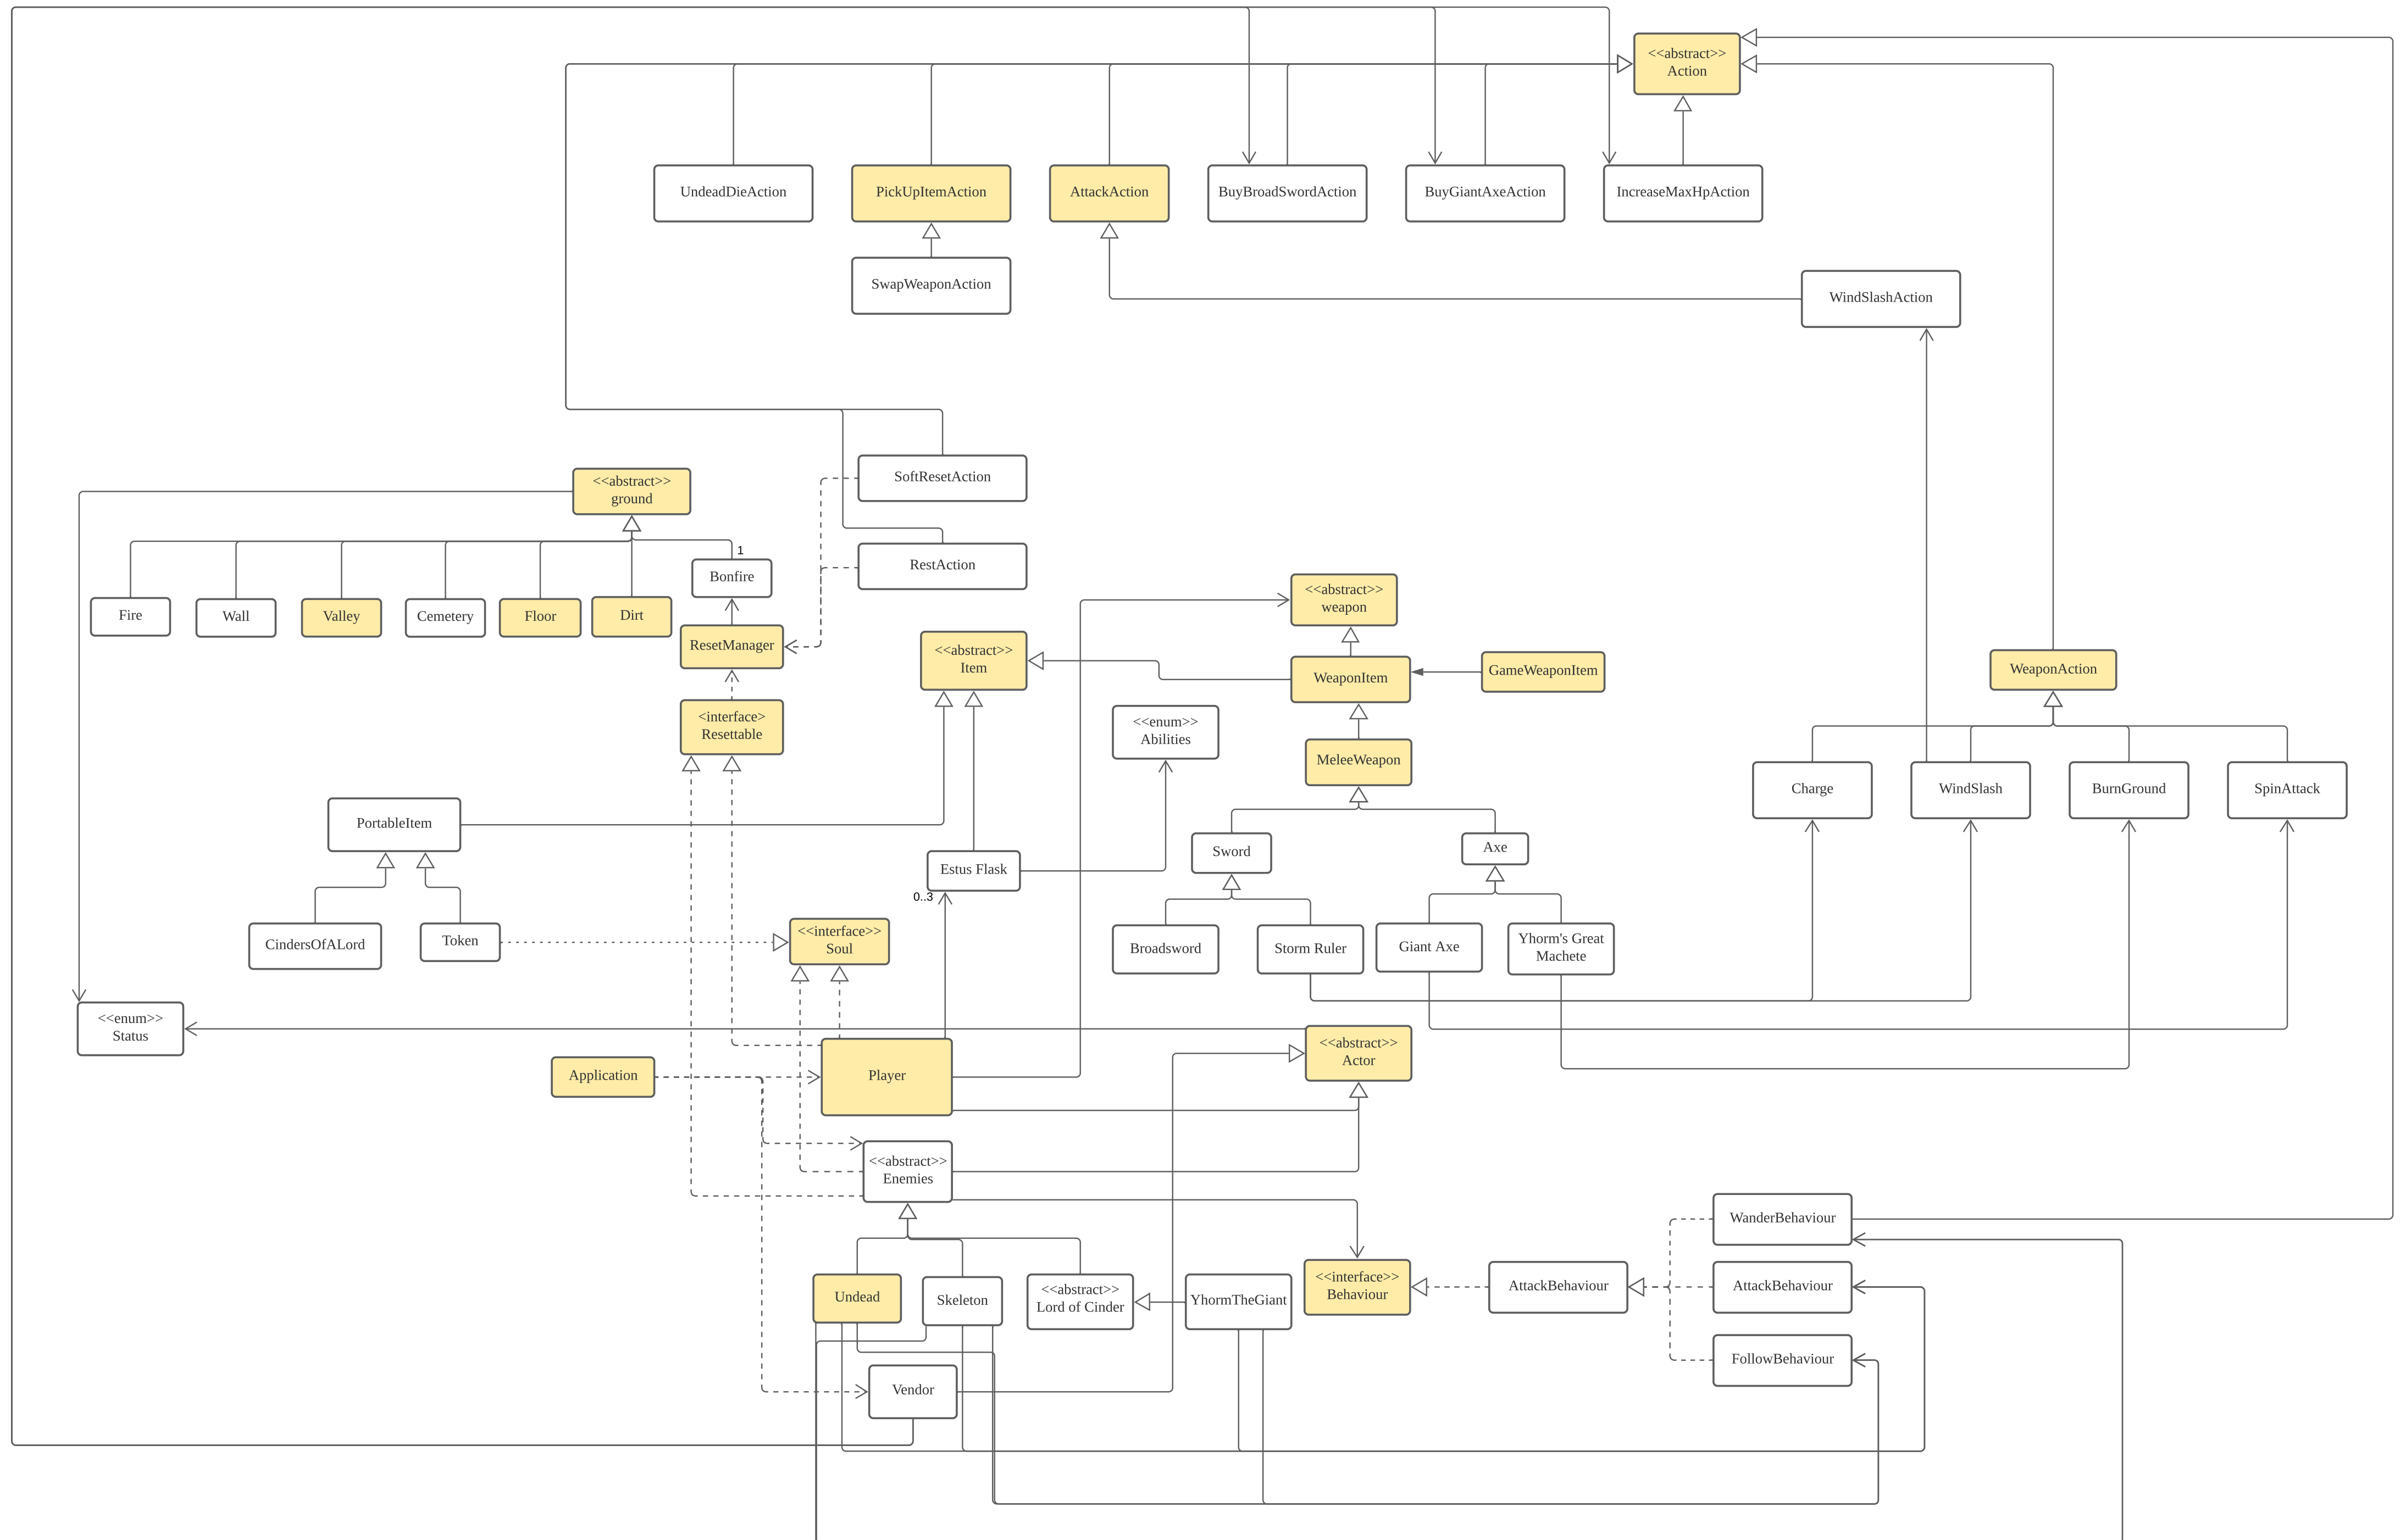 <<abstract>>
Action
UndeadDieAction
PickUpItemAction
AttackAction
BuyBroadSwordAction
BuyGiantAxeAction
IncreaseMaxHpAction
SwapWeaponAction
WindSlashAction
SoftResetAction
<<abstract>>
ground
RestAction
1
Bonfire
Fire
Wall
Valley
Cemetery
Floor
Dirt
<<abstract>>
weapon
ResetManager
<<abstract>>
Item
WeaponItem
GameWeaponItem
WeaponAction
<interface>
Resettable
<<enum>>
Abilities
MeleeWeapon
Charge
WindSlash
BurnGround
SpinAttack
PortableItem
Estus Flask
0..3
Sword
Axe
CindersOfALord
Token
<<interface>>
Soul
Broadsword
Storm Ruler
Giant Axe
Yhorm's Great
Machete
<<enum>>
Status
<<abstract>>
Actor
Application
Player
<<abstract>>
Enemies
WanderBehaviour
Undead
Skeleton
<<abstract>>
Lord of Cinder
YhormTheGiant
<<interface>>
Behaviour
AttackBehaviour
AttackBehaviour
FollowBehaviour
Vendor